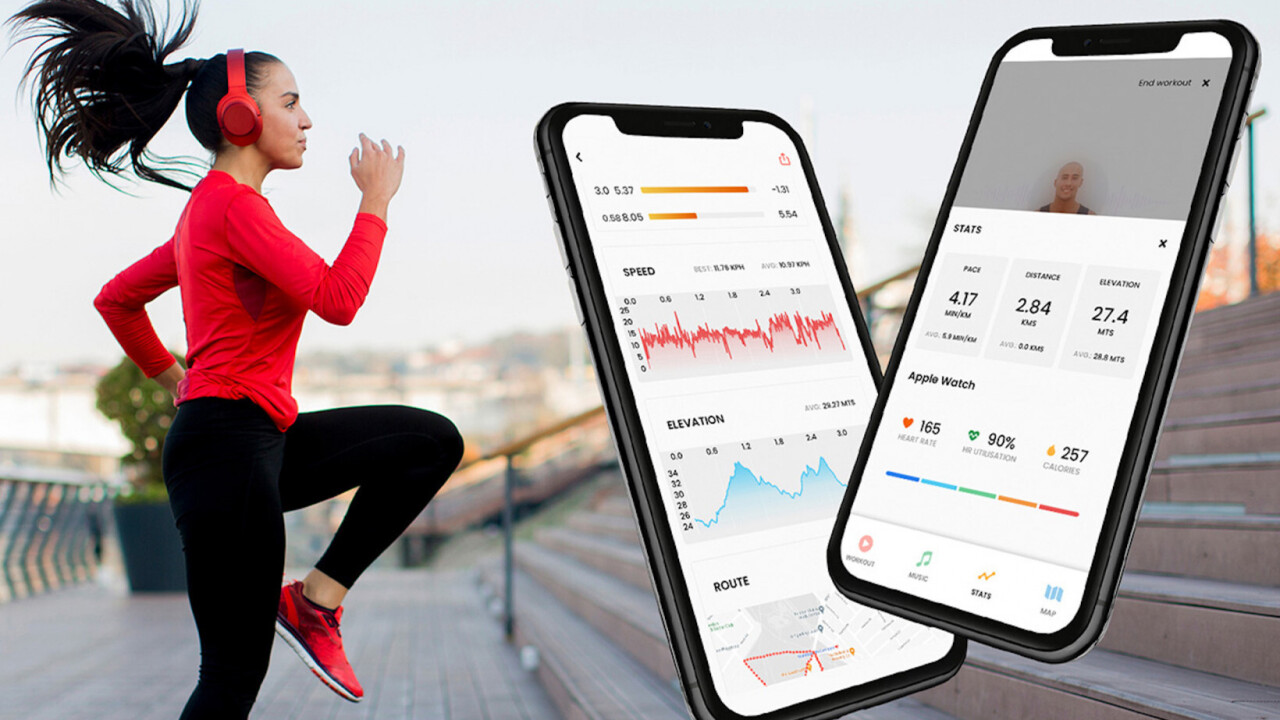 3.0 5.37 -1.31
0.58 8.05 5.54
SPEED BEST: 11.79 KPH AVG: 10.97 KPH
0.0 0.6 1.2 1.8 2.4 3.0
25
20
15
10
5
0
ELEVATION AVG: 29.27 MTS
0.0 0.6 1.2 1.8 2.4 3.0
34
32
30
28
26
24
ROUTE
End workout ×
STATS ×
PACE DISTANCE ELEVATION
4.17 2.84 27.4
MIN/KM KMS MTS
AVG: 5.9 MIN/KM AVG: 0.0 KMS AVG: 28.8 MTS
Apple Watch
165 90% 257
HEART RATE HR UTILISATION CALORIES
WORKOUT MUSIC STATS MAP